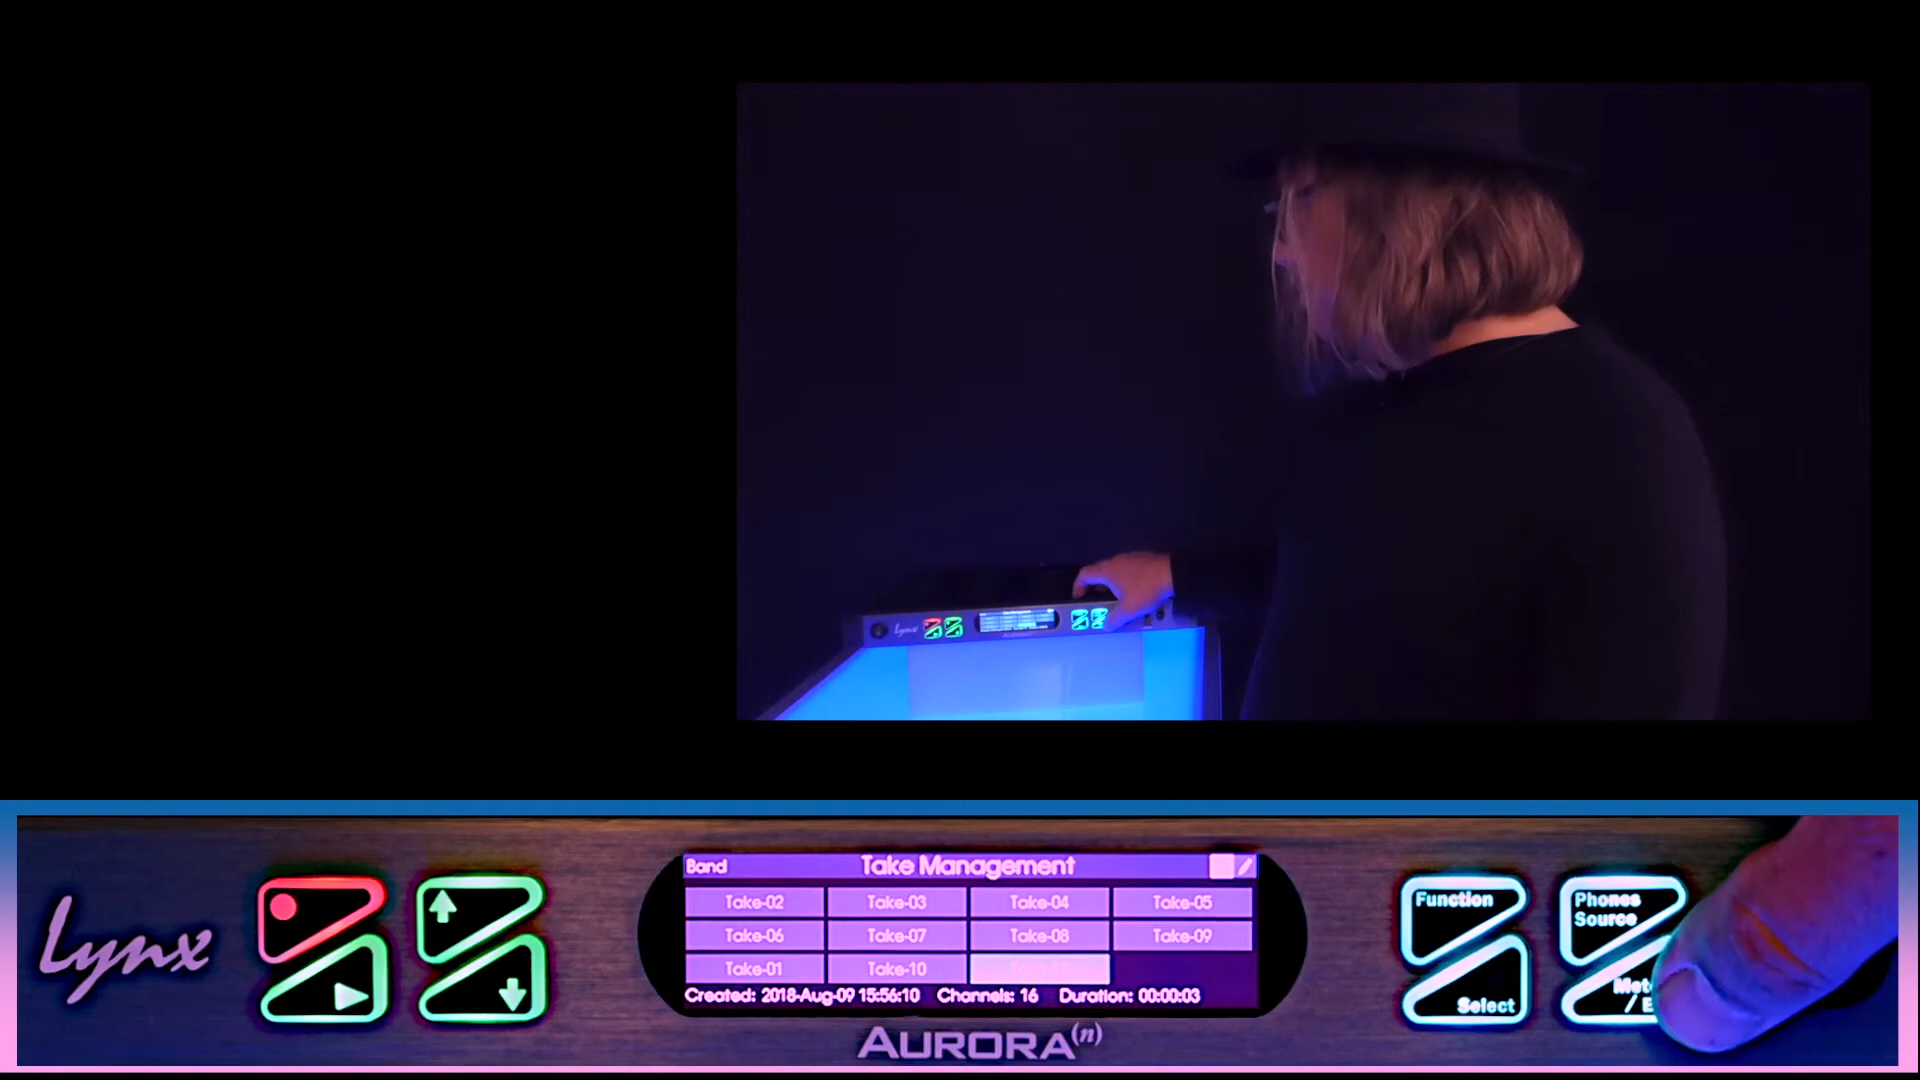 Lynx
Band Take Management
Take-02 Take-03 Take-04 Take-05
Take-06 Take-07 Take-08 Take-09
Take-01 Take-10
Created: 2018-Aug-09 15:56:10 Channels: 16 Duration: 00:00:03
AURORA(n)
Function
Select
Phones
Source
/